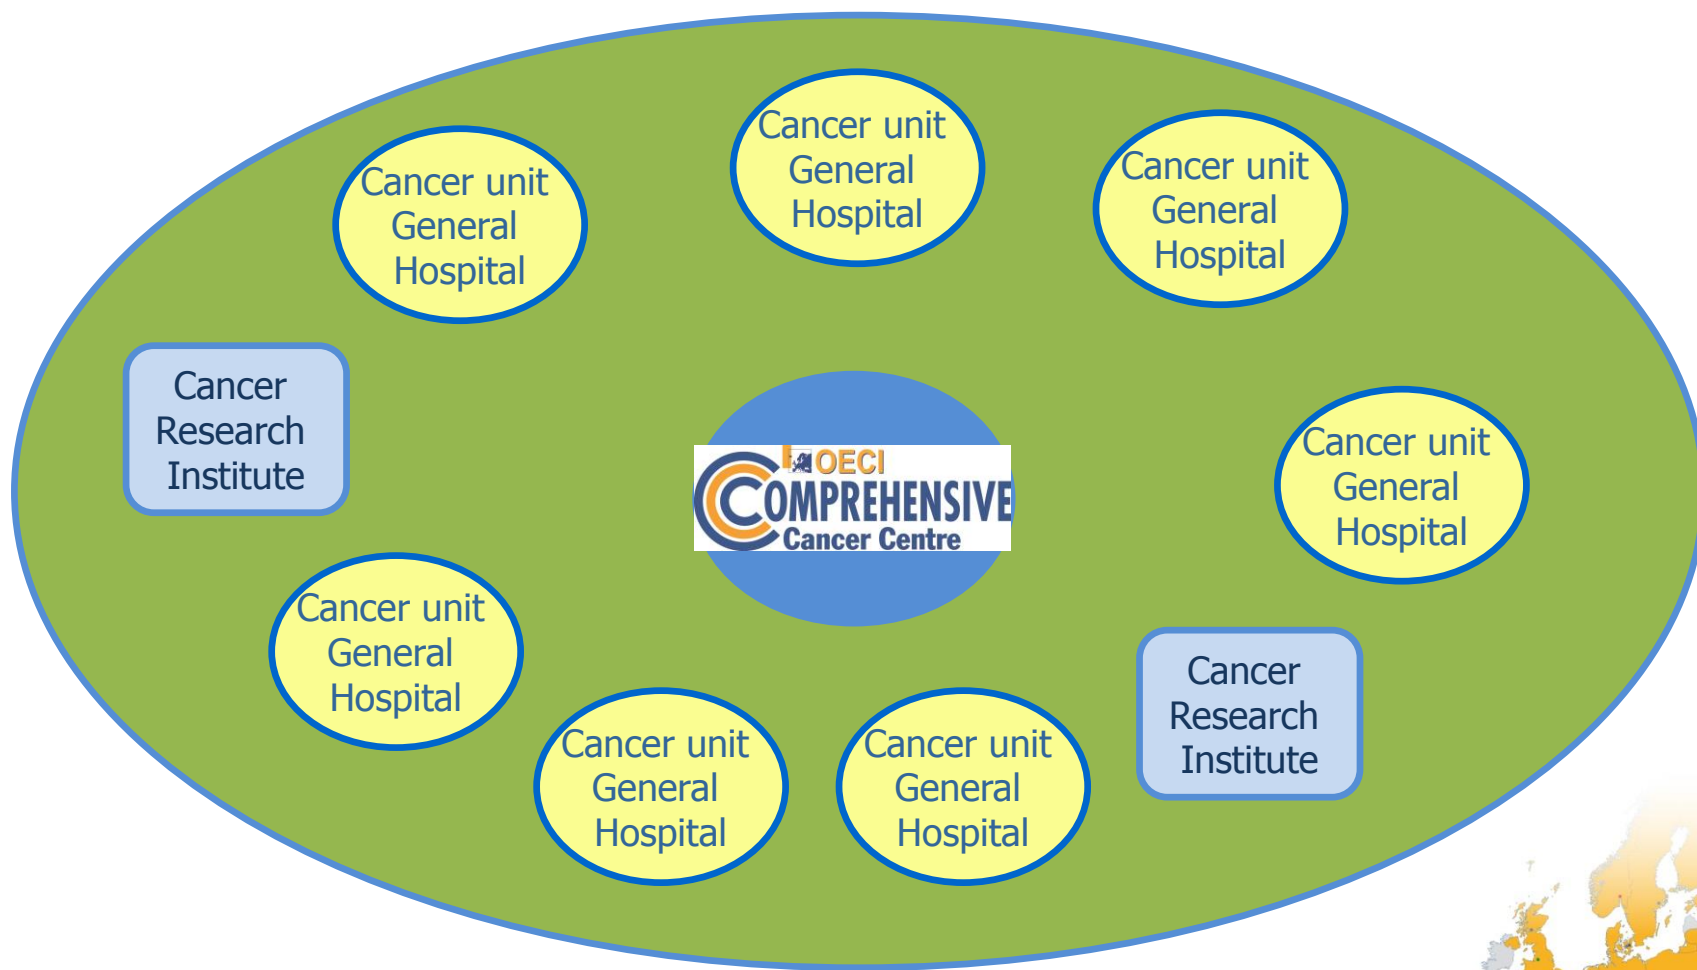 Cancer unit
General
Hospital
Cancer unit
General
Hospital
Cancer unit
General
Hospital
Cancer
Research
Institute
OECI
COMPREHENSIVE
Cancer Centre
Cancer unit
General
Hospital
Cancer unit
General
Hospital
Cancer
Research
Institute
Cancer unit
General
Hospital
Cancer unit
General
Hospital